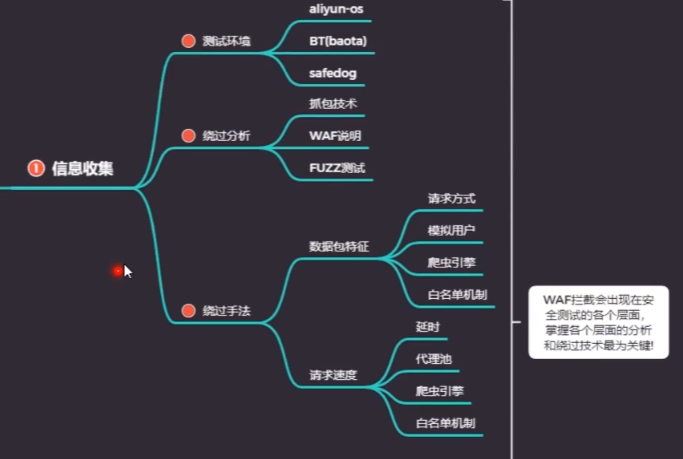 ① 信息收集
测试环境
aliyun-os
BT(baota)
safedog
绕过分析
抓包技术
WAF说明
FUZZ测试
绕过手法
数据包特征
请求方式
模拟用户
爬虫引擎
白名单机制
请求速度
延时
代理池
爬虫引擎
白名单机制
WAF拦截会出现在安
全测试的各个层面，
掌握各个层面的分析
和绕过技术最为关键!